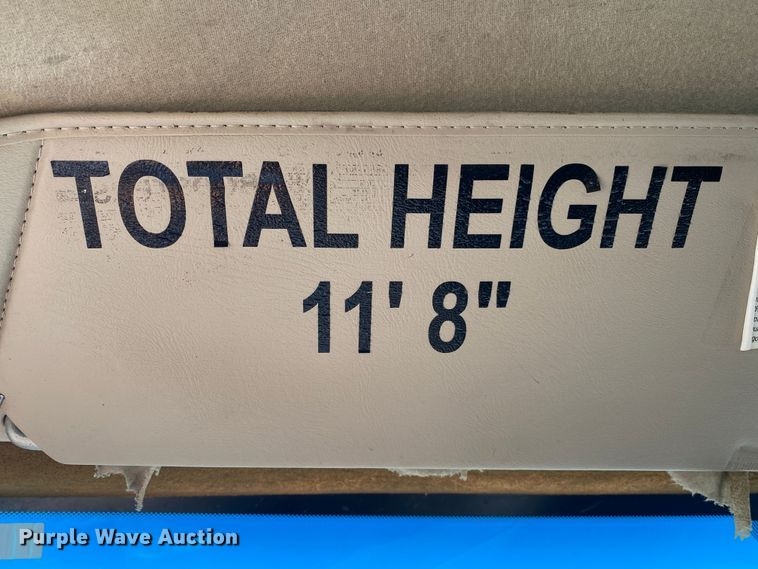 TOTAL HEIGHT
11' 8"
Purple Wave Auction